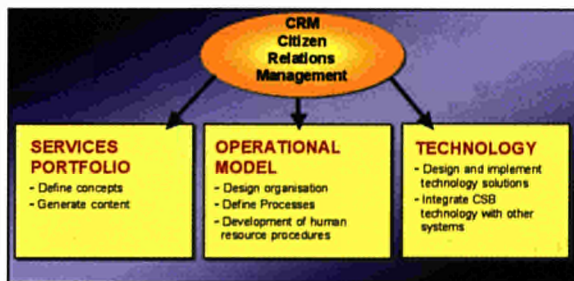 CRM
Citizen
Relations
Management
SERVICES
PORTFOLIO
- Define concepts
- Generate content
OPERATIONAL
MODEL
- Design organisation
- Define Processes
- Development of human
resource procedures
TECHNOLOGY
- Design and implement
technology solutions
- Integrate CSB
technology with other
systems